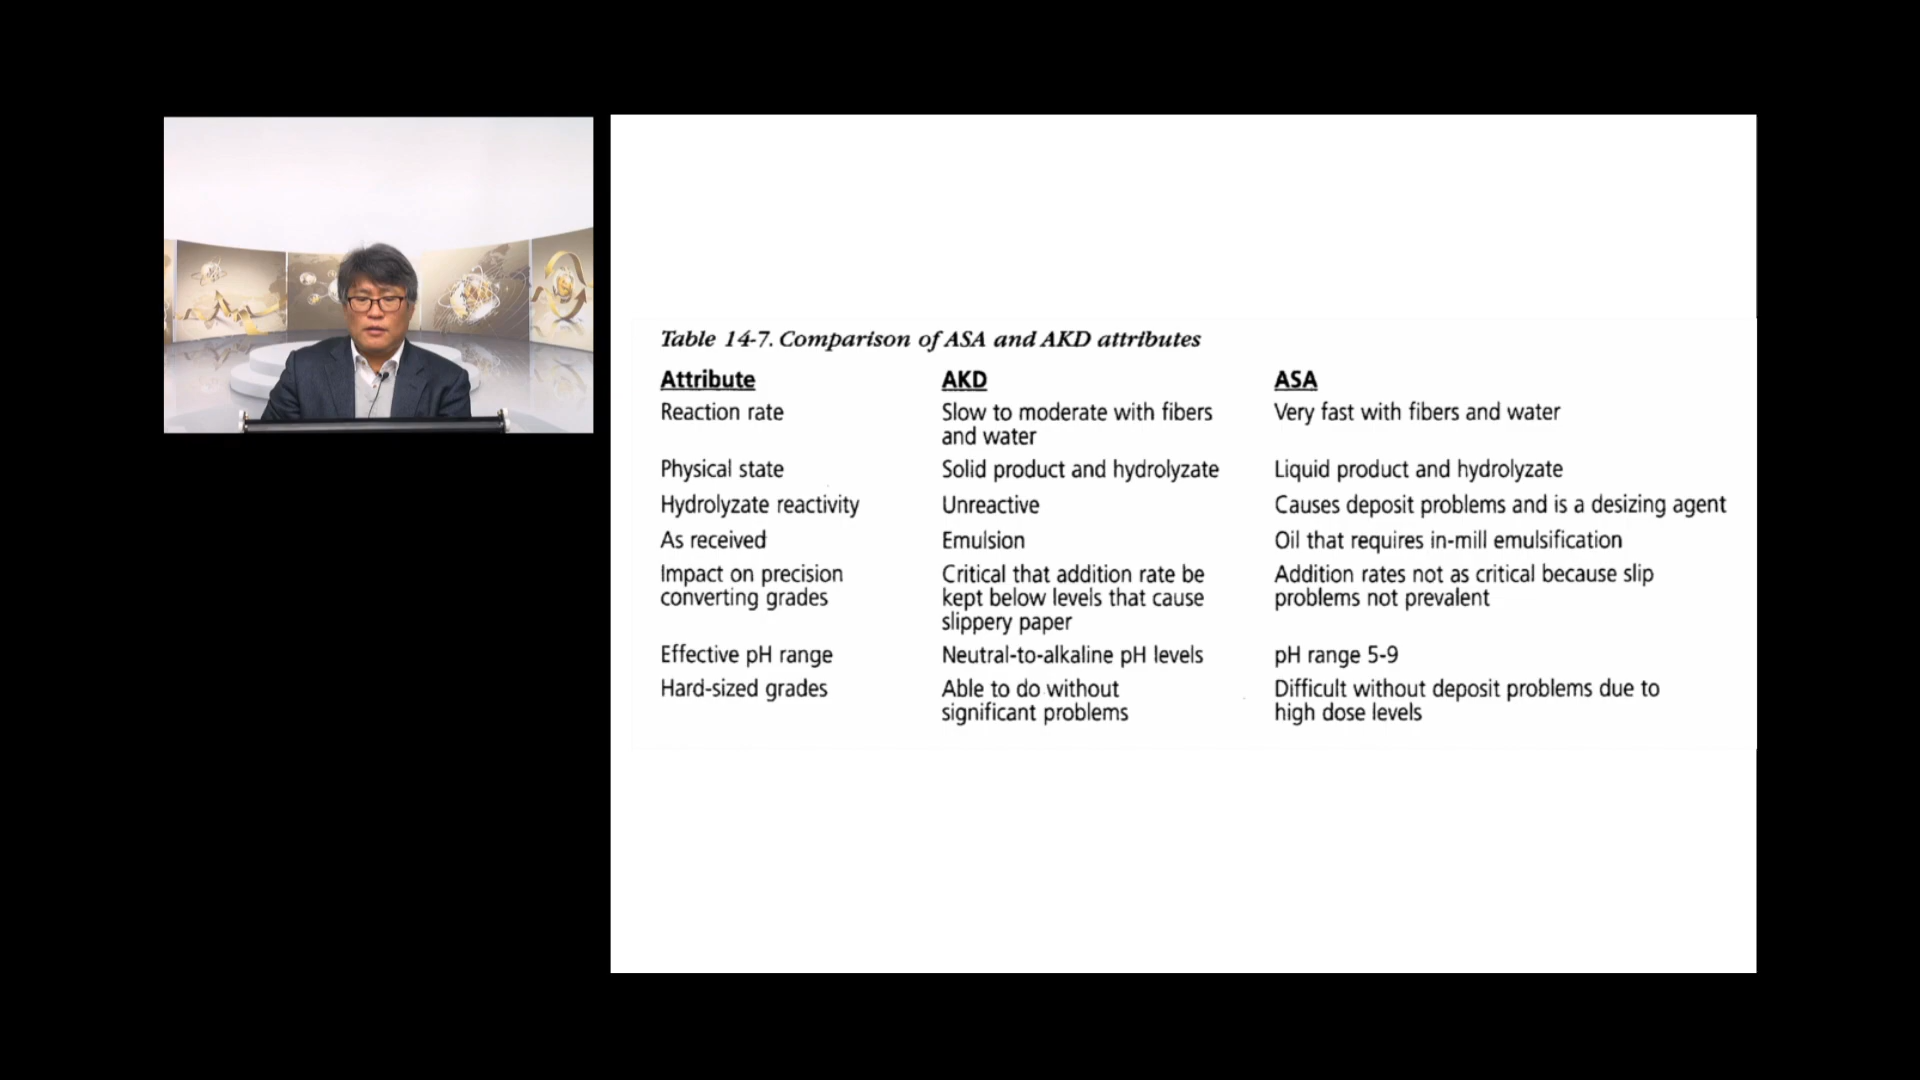 Table 14-7. Comparison of ASA and AKD attributes
Attribute AKD ASA
Reaction rate Slow to moderate with fibers and water Very fast with fibers and water
Physical state Solid product and hydrolyzate Liquid product and hydrolyzate
Hydrolyzate reactivity Unreactive Causes deposit problems and is a desizing agent
As received Emulsion Oil that requires in-mill emulsification
Impact on precision converting grades Critical that addition rate be kept below levels that cause slippery paper Addition rates not as critical because slip problems not prevalent
Effective pH range Neutral-to-alkaline pH levels pH range 5-9
Hard-sized grades Able to do without significant problems Difficult without deposit problems due to high dose levels